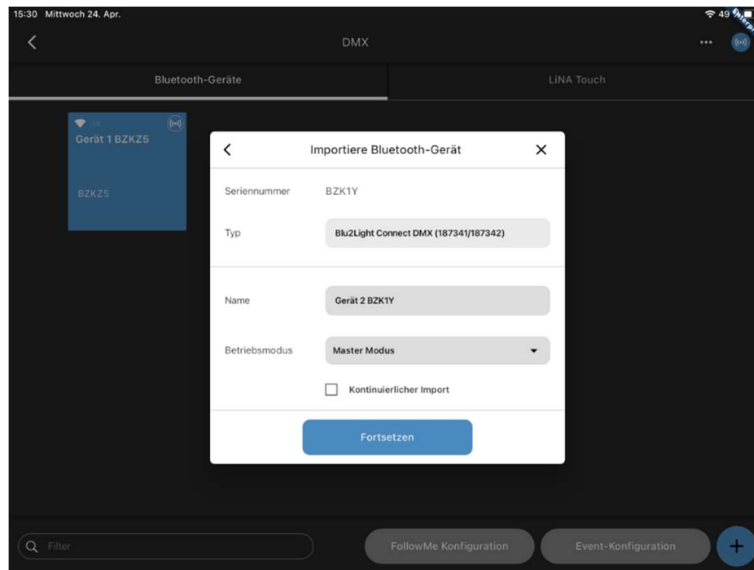 15:30 Mittwoch 24. Apr.
49
DMX
Bluetooth-Geräte
LiNA Touch
Gerät 1 BZKZ5
BZKZ5
Importiere Bluetooth-Gerät
Seriennummer BZK1Y
Typ Blu2Light Connect DMX (187341/187342)
Name Gerät 2 BZK1Y
Betriebsmodus Master Modus
Kontinuierlicher Import
Fortsetzen
Filter
FollowMe Konfiguration
Event-Konfiguration